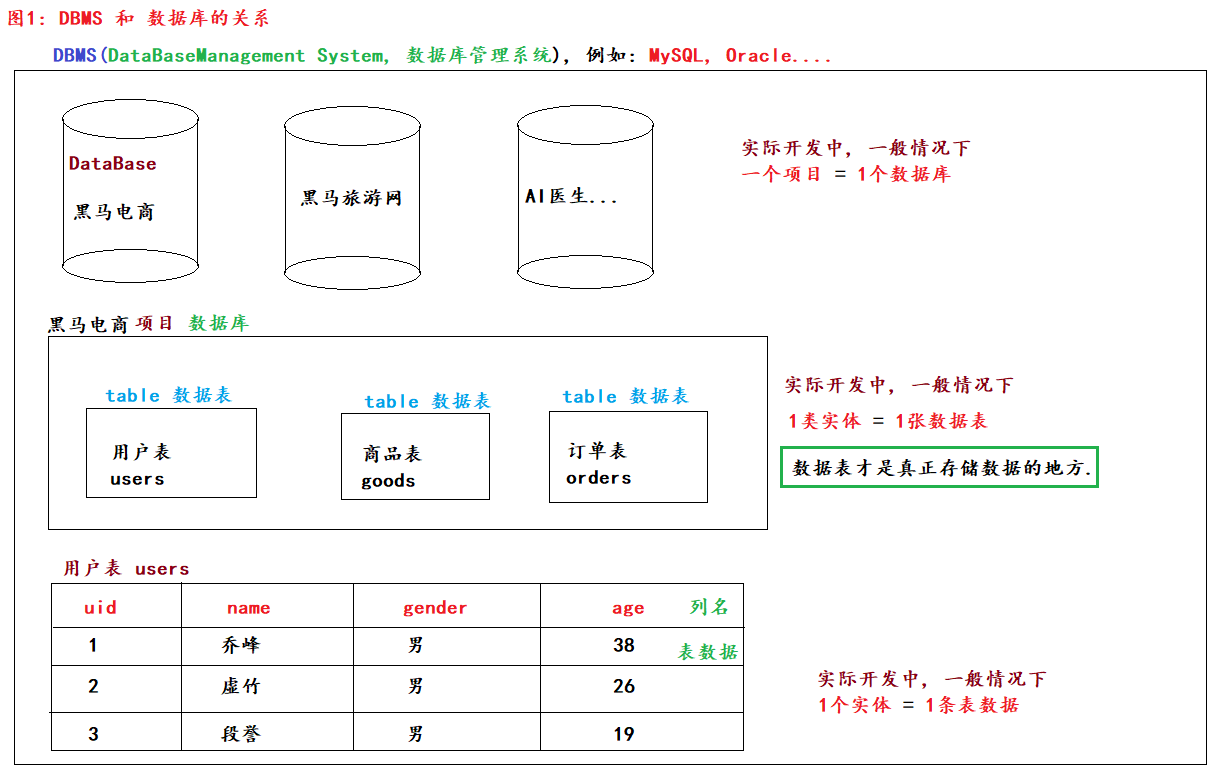 图1: DBMS 和 数据库的关系
DBMS(DataBaseManagement System, 数据库管理系统), 例如: MySQL, Oracle....
DataBase
黑马电商
黑马旅游网
AI医生...
实际开发中, 一般情况下
一个项目 = 1个数据库
黑马电商 项目 数据库
table 数据表
用户表
users
table 数据表
商品表
goods
table 数据表
订单表
orders
实际开发中, 一般情况下
1类实体 = 1张数据表
数据表才是真正存储数据的地方.
用户表 users
uid name gender age 列名
1 乔峰 男 38 表数据
2 虚竹 男 26
3 段誉 男 19
实际开发中, 一般情况下
1个实体 = 1条表数据